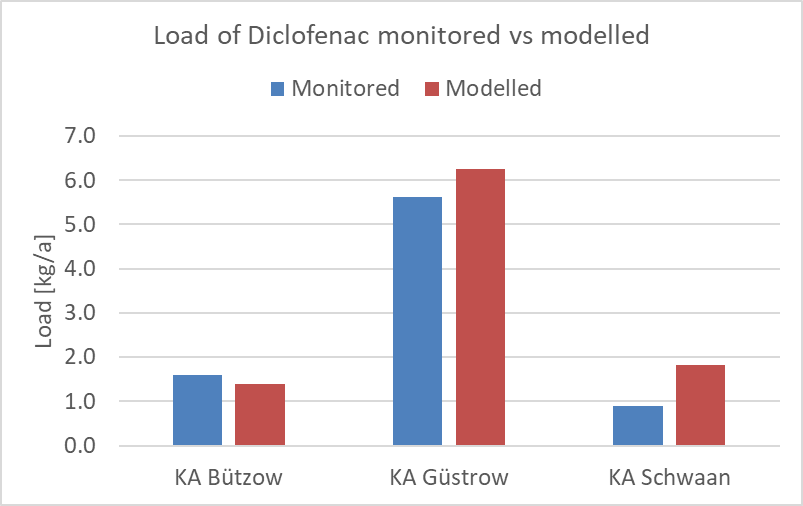 Load of Diclofenac monitored vs modelled
Monitored Modelled
Load [kg/a]
7.0
6.0
5.0
4.0
3.0
2.0
1.0
0.0
KA Bützow KA Güstrow KA Schwaan